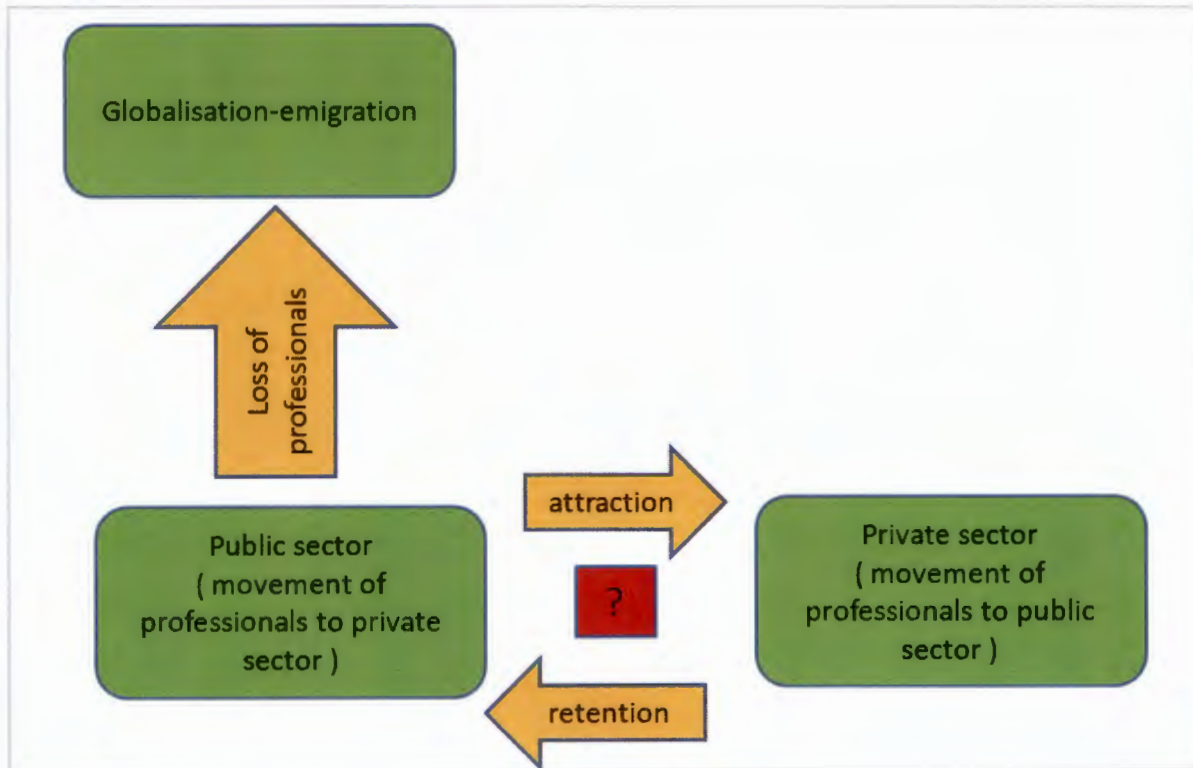 Globalisation-emigration
Loss of
professionals
attraction
Public sector
( movement of
professionals to private
sector )
Private sector
( movement of
professionals to public
sector )
?
retention